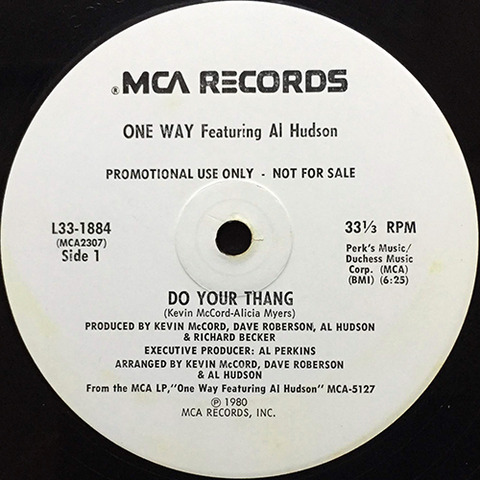 ® MCA RECORDS
ONE WAY Featuring Al Hudson
PROMOTIONAL USE ONLY - NOT FOR SALE
L33-1884
(MCA2307)
Side 1
33⅓ RPM
Perk's Music/
Duchess Music
Corp. (MCA)
(BMI) (6:25)
DO YOUR THANG
(Kevin McCord-Alicia Myers)
PRODUCED BY KEVIN McCORD, DAVE ROBERSON, AL HUDSON
& RICHARD BECKER
EXECUTIVE PRODUCER: AL PERKINS
ARRANGED BY KEVIN McCORD, DAVE ROBERSON
& AL HUDSON
From the MCA LP,"One Way Featuring Al Hudson" MCA-5127
℗ 1980
MCA RECORDS, INC.